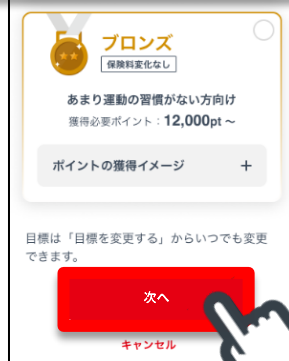 ブロンズ
保険料変化なし
あまり運動の習慣がない方向け
獲得必要ポイント：12,000pt ～
ポイントの獲得イメージ +
目標は「目標を変更する」からいつでも変更
できます。
次へ
キャンセル